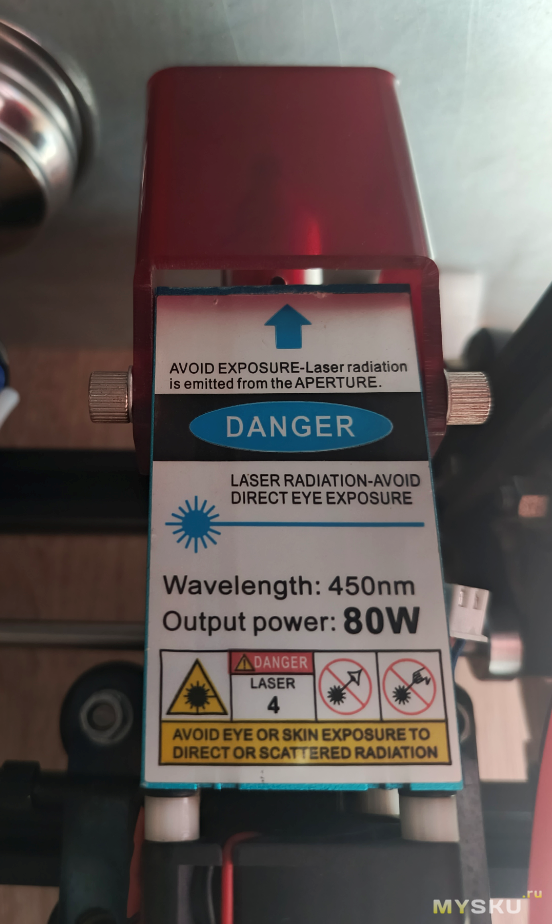 AVOID EXPOSURE-Laser radiation
is emitted from the APERTURE.
DANGER
LASER RADIATION-AVOID
DIRECT EYE EXPOSURE
Wavelength: 450nm
Output power: 80W
DANGER
LASER
4
AVOID EYE OR SKIN EXPOSURE TO
DIRECT OR SCATTERED RADIATION
MYSKU.ru